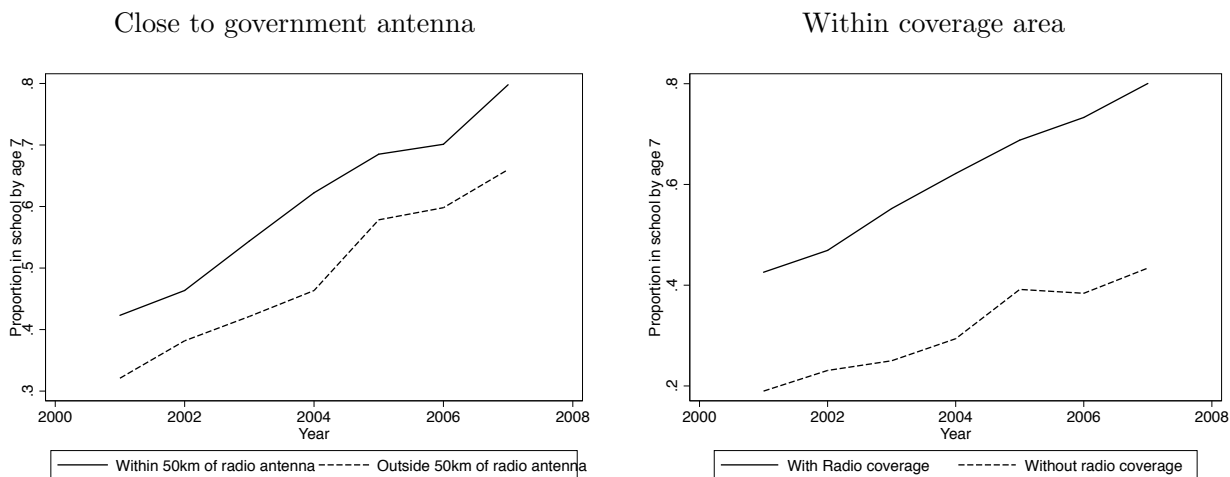 Close to government antenna
Proportion in school by age 7
.8
.7
.6
.5
.4
.3
2000 2002 2004 2006 2008
Year
Within 50km of radio antenna Outside 50km of radio antenna
Within coverage area
Proportion in school by age 7
.8
.6
.4
.2
2000 2002 2004 2006 2008
Year
With Radio coverage Without radio coverage